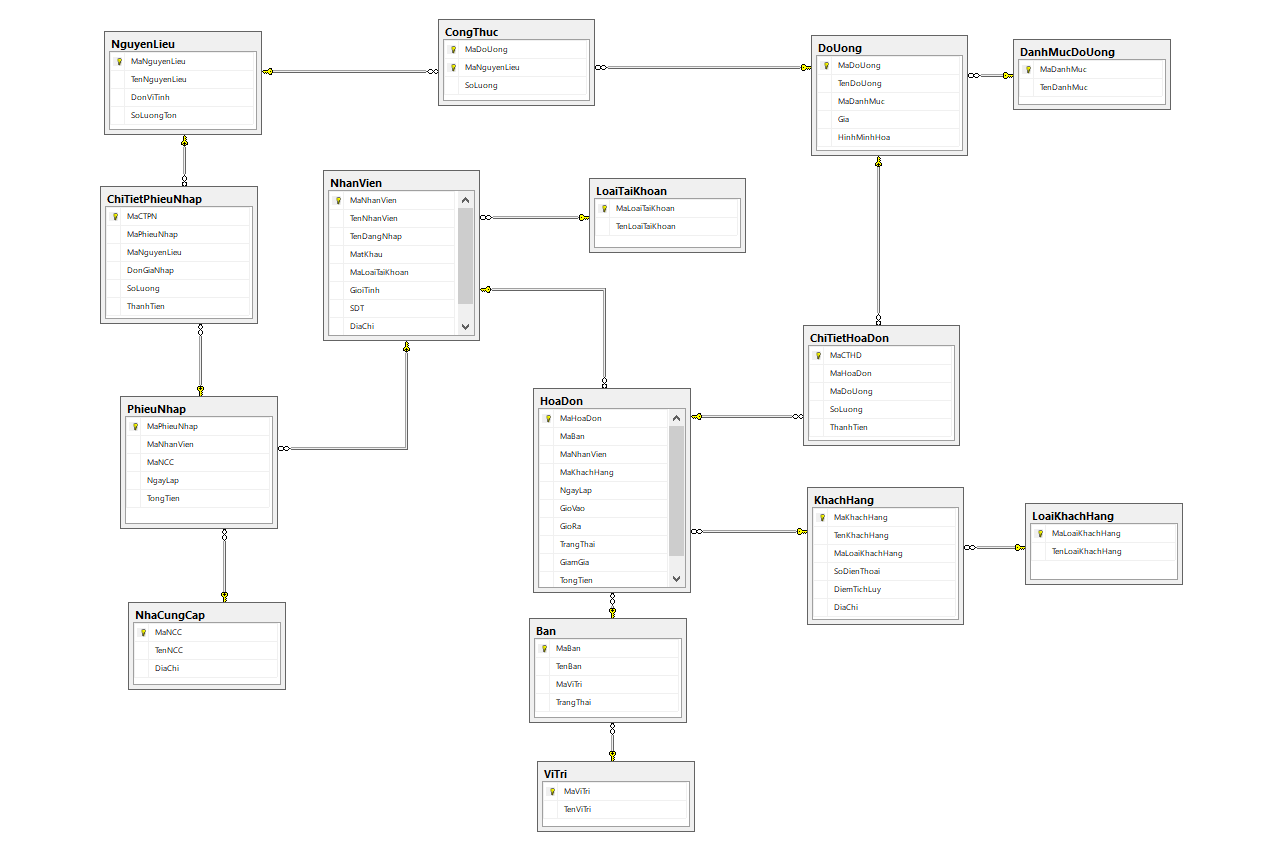 NguyenLieu
MaNguyenLieu
TenNguyenLieu
DonViTinh
SoLuongTon
CongThuc
MaDoUong
MaNguyenLieu
SoLuong
DoUong
MaDoUong
TenDoUong
MaDanhMuc
Gia
HinhMinhHoa
DanhMucDoUong
MaDanhMuc
TenDanhMuc
ChiTietPhieuNhap
MaCTPN
MaPhieuNhap
MaNguyenLieu
DonGiaNhap
SoLuong
ThanhTien
NhanVien
MaNhanVien
TenNhanVien
TenDangNhap
MatKhau
MaLoaiTaiKhoan
GioiTinh
SDT
DiaChi
LoaiTaiKhoan
MaLoaiTaiKhoan
TenLoaiTaiKhoan
ChiTietHoaDon
MaCTHD
MaHoaDon
MaDoUong
SoLuong
ThanhTien
PhieuNhap
MaPhieuNhap
MaNhanVien
MaNCC
NgayLap
TongTien
HoaDon
MaHoaDon
MaBan
MaNhanVien
MaKhachHang
NgayLap
GioVao
GioRa
TrangThai
GiamGia
TongTien
KhachHang
MaKhachHang
TenKhachHang
MaLoaiKhachHang
SoDienThoai
DiemTichLuy
DiaChi
LoaiKhachHang
MaLoaiKhachHang
TenLoaiKhachHang
NhaCungCap
MaNCC
TenNCC
DiaChi
Ban
MaBan
TenBan
MaViTri
TrangThai
ViTri
MaViTri
TenViTri